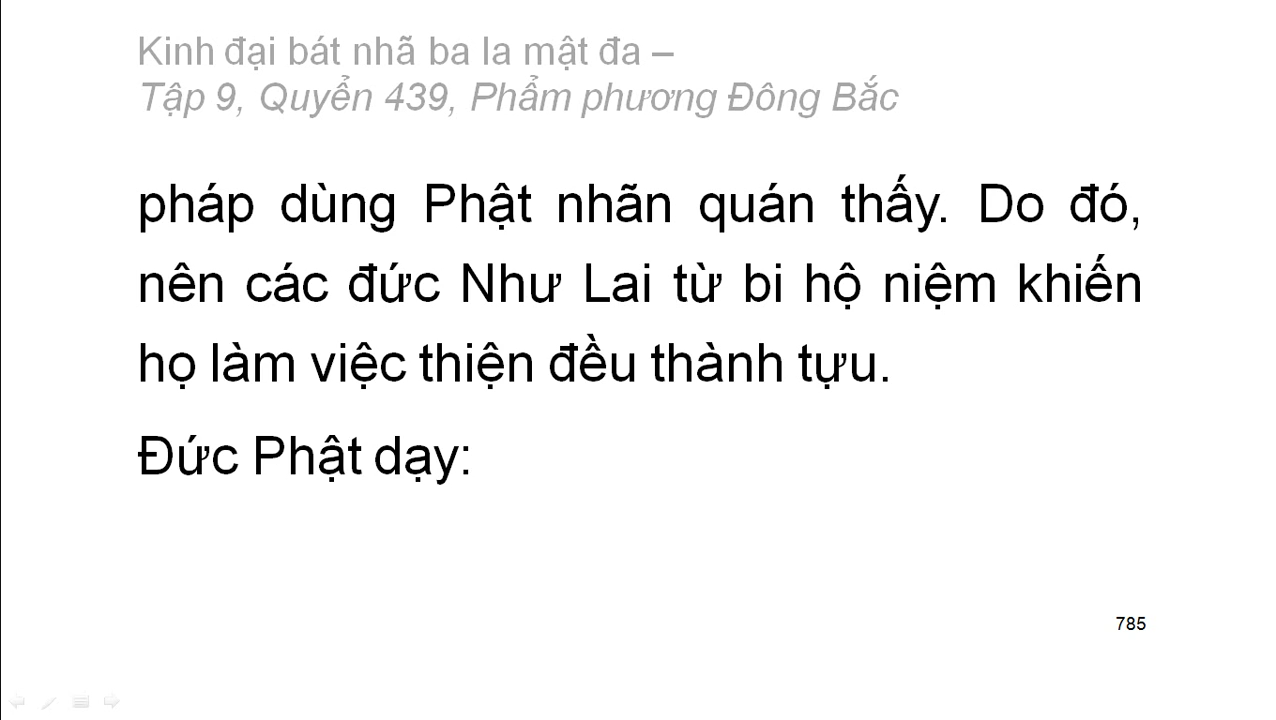 Kinh đại bát nhã ba la mật đa –
Tập 9, Quyển 439, Phẩm phương Đông Bắc
pháp dùng Phật nhãn quán thấy. Do đó,
nên các đức Như Lai từ bi hộ niệm khiến
họ làm việc thiện đều thành tựu.
Đức Phật dạy:
785